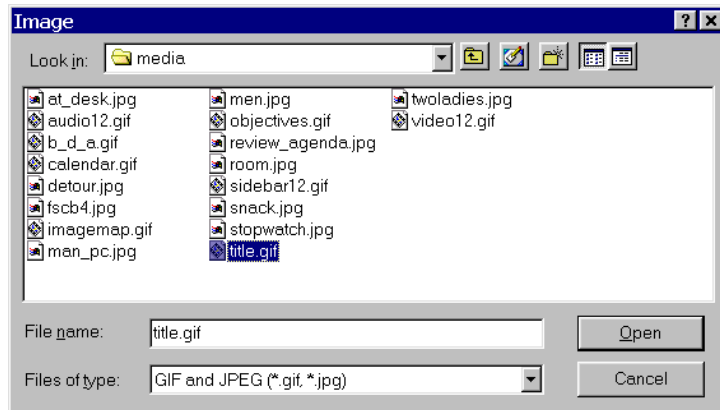 Image
Look in: media
at_desk.jpg
audio12.gif
b_d_a.gif
calendar.gif
detour.jpg
fscb4.jpg
imagemap.gif
man_pc.jpg
men.jpg
objectives.gif
review_agenda.jpg
room.jpg
sidebar12.gif
snack.jpg
stopwatch.jpg
title.gif
twoladies.jpg
video12.gif
File name: title.gif
Open
Files of type: GIF and JPEG (*.gif, *.jpg)
Cancel